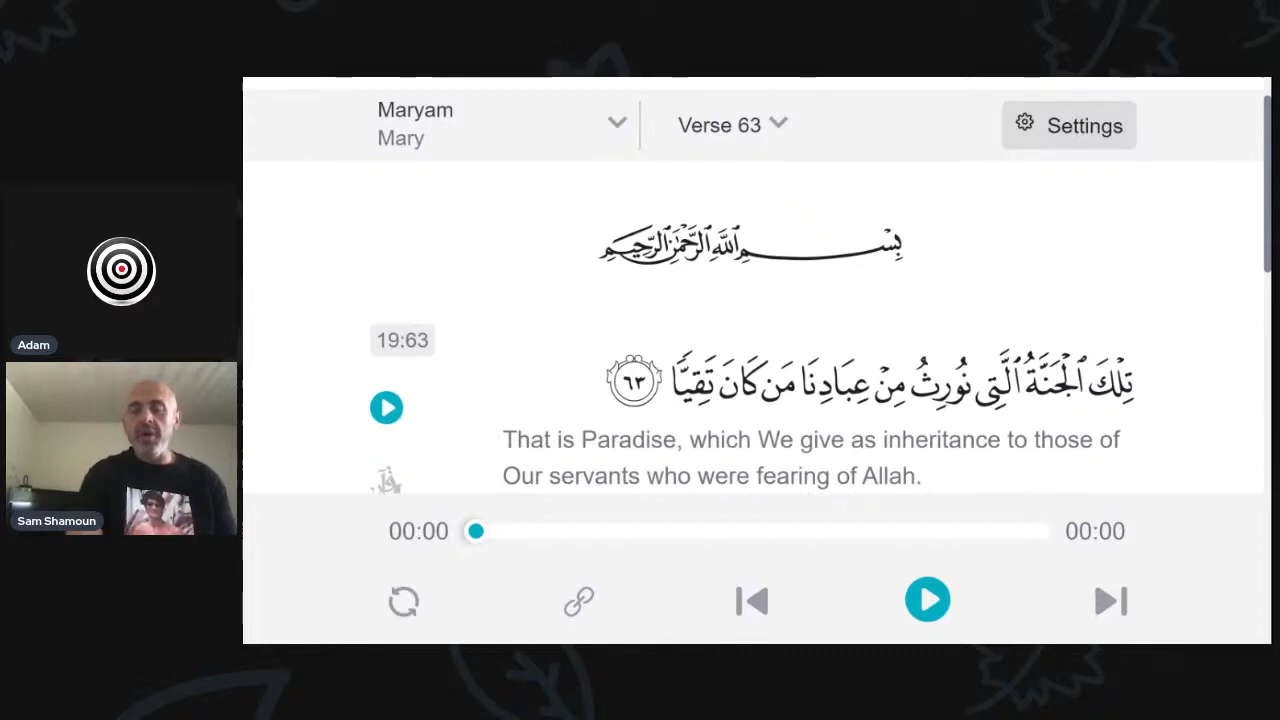 Maryam
Mary
Verse 63
Settings
بِسْمِ ٱللَّهِ ٱلرَّحْمَٰنِ ٱلرَّحِيمِ
19:63
تِلْكَ ٱلْجَنَّةُ ٱلَّتِى نُورِثُ مِنْ عِبَادِنَا مَن كَانَ تَقِيًّا ٦٣
That is Paradise, which We give as inheritance to those of
Our servants who were fearing of Allah.
00:00
00:00
Adam
Sam Shamoun